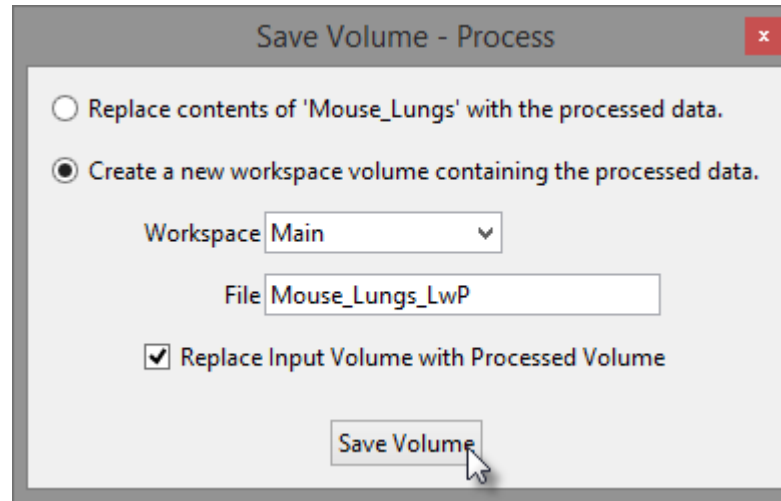 Save Volume - Process
x
Replace contents of 'Mouse_Lungs' with the processed data.
Create a new workspace volume containing the processed data.
Workspace Main
File Mouse_Lungs_LwP
Replace Input Volume with Processed Volume
Save Volume